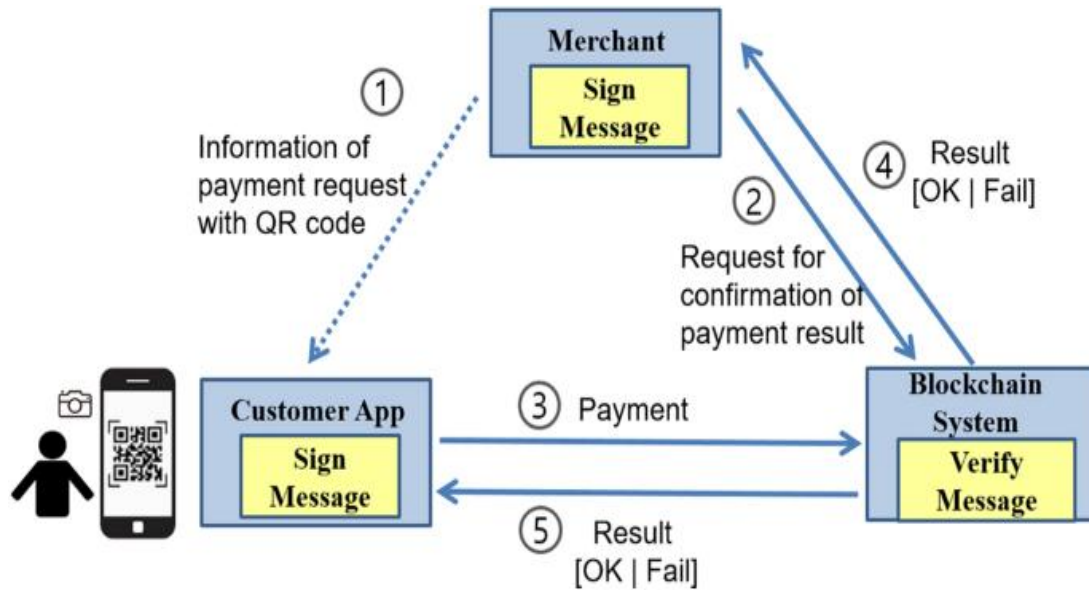 Merchant
Sign
Message
①
Information of
payment request
with QR code
②
Request for
confirmation of
payment result
④
Result
[OK | Fail]
Customer App
Sign
Message
③
Payment
Blockchain
System
Verify
Message
⑤
Result
[OK | Fail]